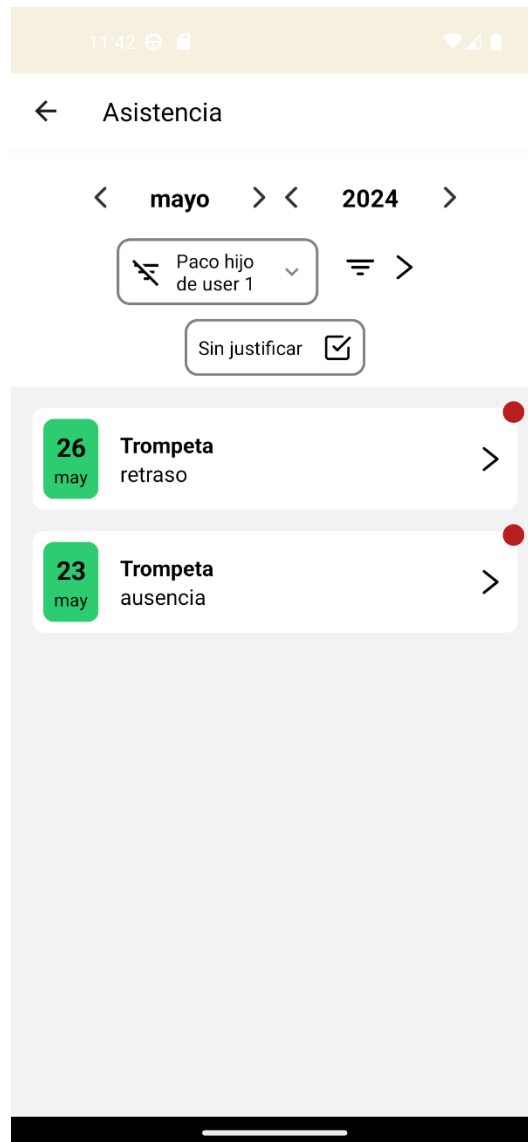 11:42
Asistencia
mayo 2024
Paco hijo
de user 1
Sin justificar
26
may
Trompeta
retraso
23
may
Trompeta
ausencia